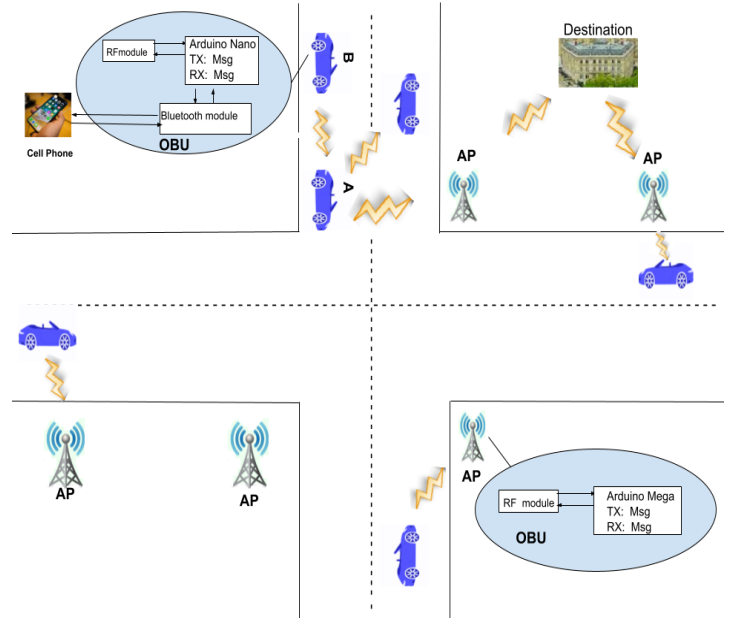 Destination
RFmodule
Arduino Nano
TX: Msg
RX: Msg
Bluetooth module
OBU
Cell Phone
B
A
AP
AP
AP
AP
AP
RF module
Arduino Mega
TX: Msg
RX: Msg
OBU